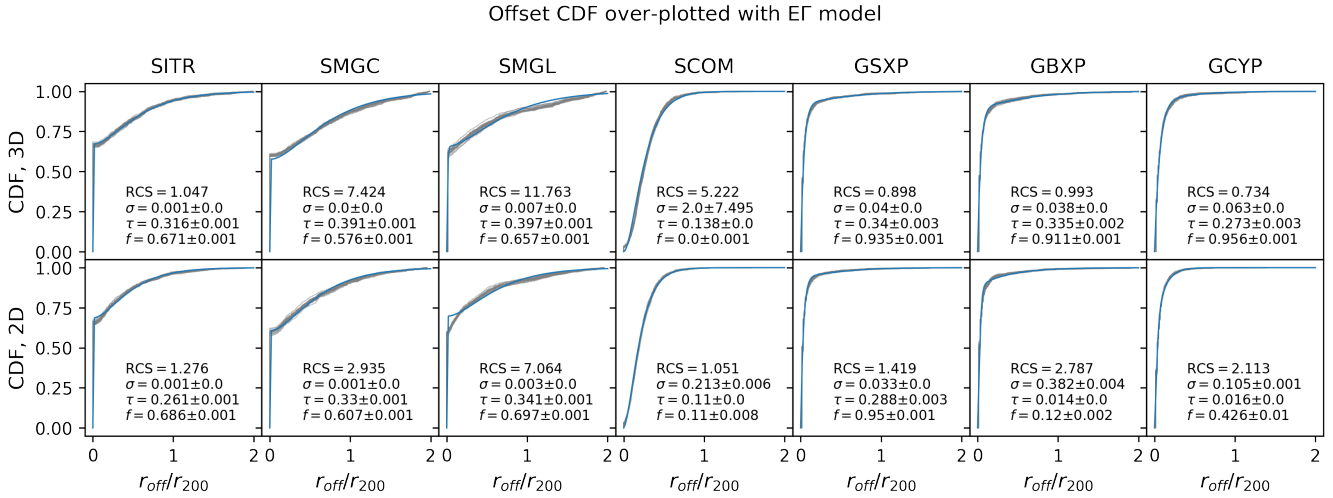 Offset CDF over-plotted with EΓ model
SITR SMGC SMGL SCOM GSXP GBXP GCYP
CDF, 3D
1.00
0.75
0.50
0.25
0.00
RCS = 1.047
σ = 0.001±0.0
τ = 0.316±0.001
f = 0.671±0.001
RCS = 7.424
σ = 0.0±0.0
τ = 0.391±0.001
f = 0.576±0.001
RCS = 11.763
σ = 0.007±0.0
τ = 0.397±0.001
f = 0.657±0.001
RCS = 5.222
σ = 2.0±7.495
τ = 0.138±0.0
f = 0.0±0.001
RCS = 0.898
σ = 0.04±0.0
τ = 0.34±0.003
f = 0.935±0.001
RCS = 0.993
σ = 0.038±0.0
τ = 0.335±0.002
f = 0.911±0.001
RCS = 0.734
σ = 0.063±0.0
τ = 0.273±0.003
f = 0.956±0.001
CDF, 2D
1.00
0.75
0.50
0.25
0.00
RCS = 1.276
σ = 0.001±0.0
τ = 0.261±0.001
f = 0.686±0.001
RCS = 2.935
σ = 0.001±0.0
τ = 0.33±0.001
f = 0.607±0.001
RCS = 7.064
σ = 0.003±0.0
τ = 0.341±0.001
f = 0.697±0.001
RCS = 1.051
σ = 0.213±0.006
τ = 0.11±0.0
f = 0.11±0.008
RCS = 1.419
σ = 0.033±0.0
τ = 0.288±0.003
f = 0.95±0.001
RCS = 2.787
σ = 0.382±0.004
τ = 0.014±0.0
f = 0.12±0.002
RCS = 2.113
σ = 0.105±0.001
τ = 0.016±0.0
f = 0.426±0.01
0 1 2 0 1 2 0 1 2 0 1 2 0 1 2 0 1 2 0 1 2
r_off/r_200 r_off/r_200 r_off/r_200 r_off/r_200 r_off/r_200 r_off/r_200 r_off/r_200